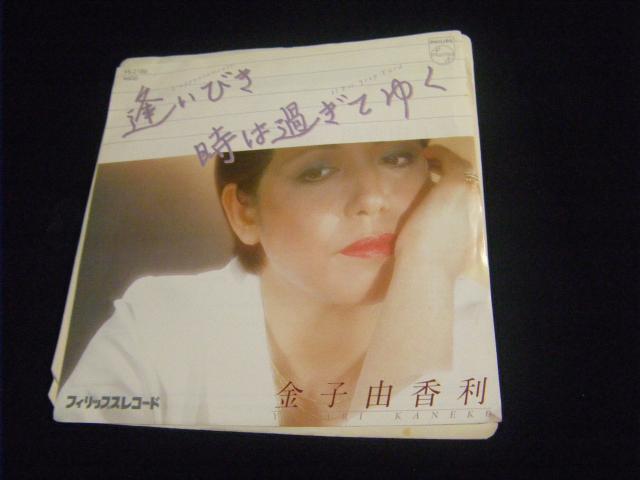 PHILIPS
逢いびき
時は過ぎてゆく
金子由香利
YUKARI KANEKO
フィリップスレコード